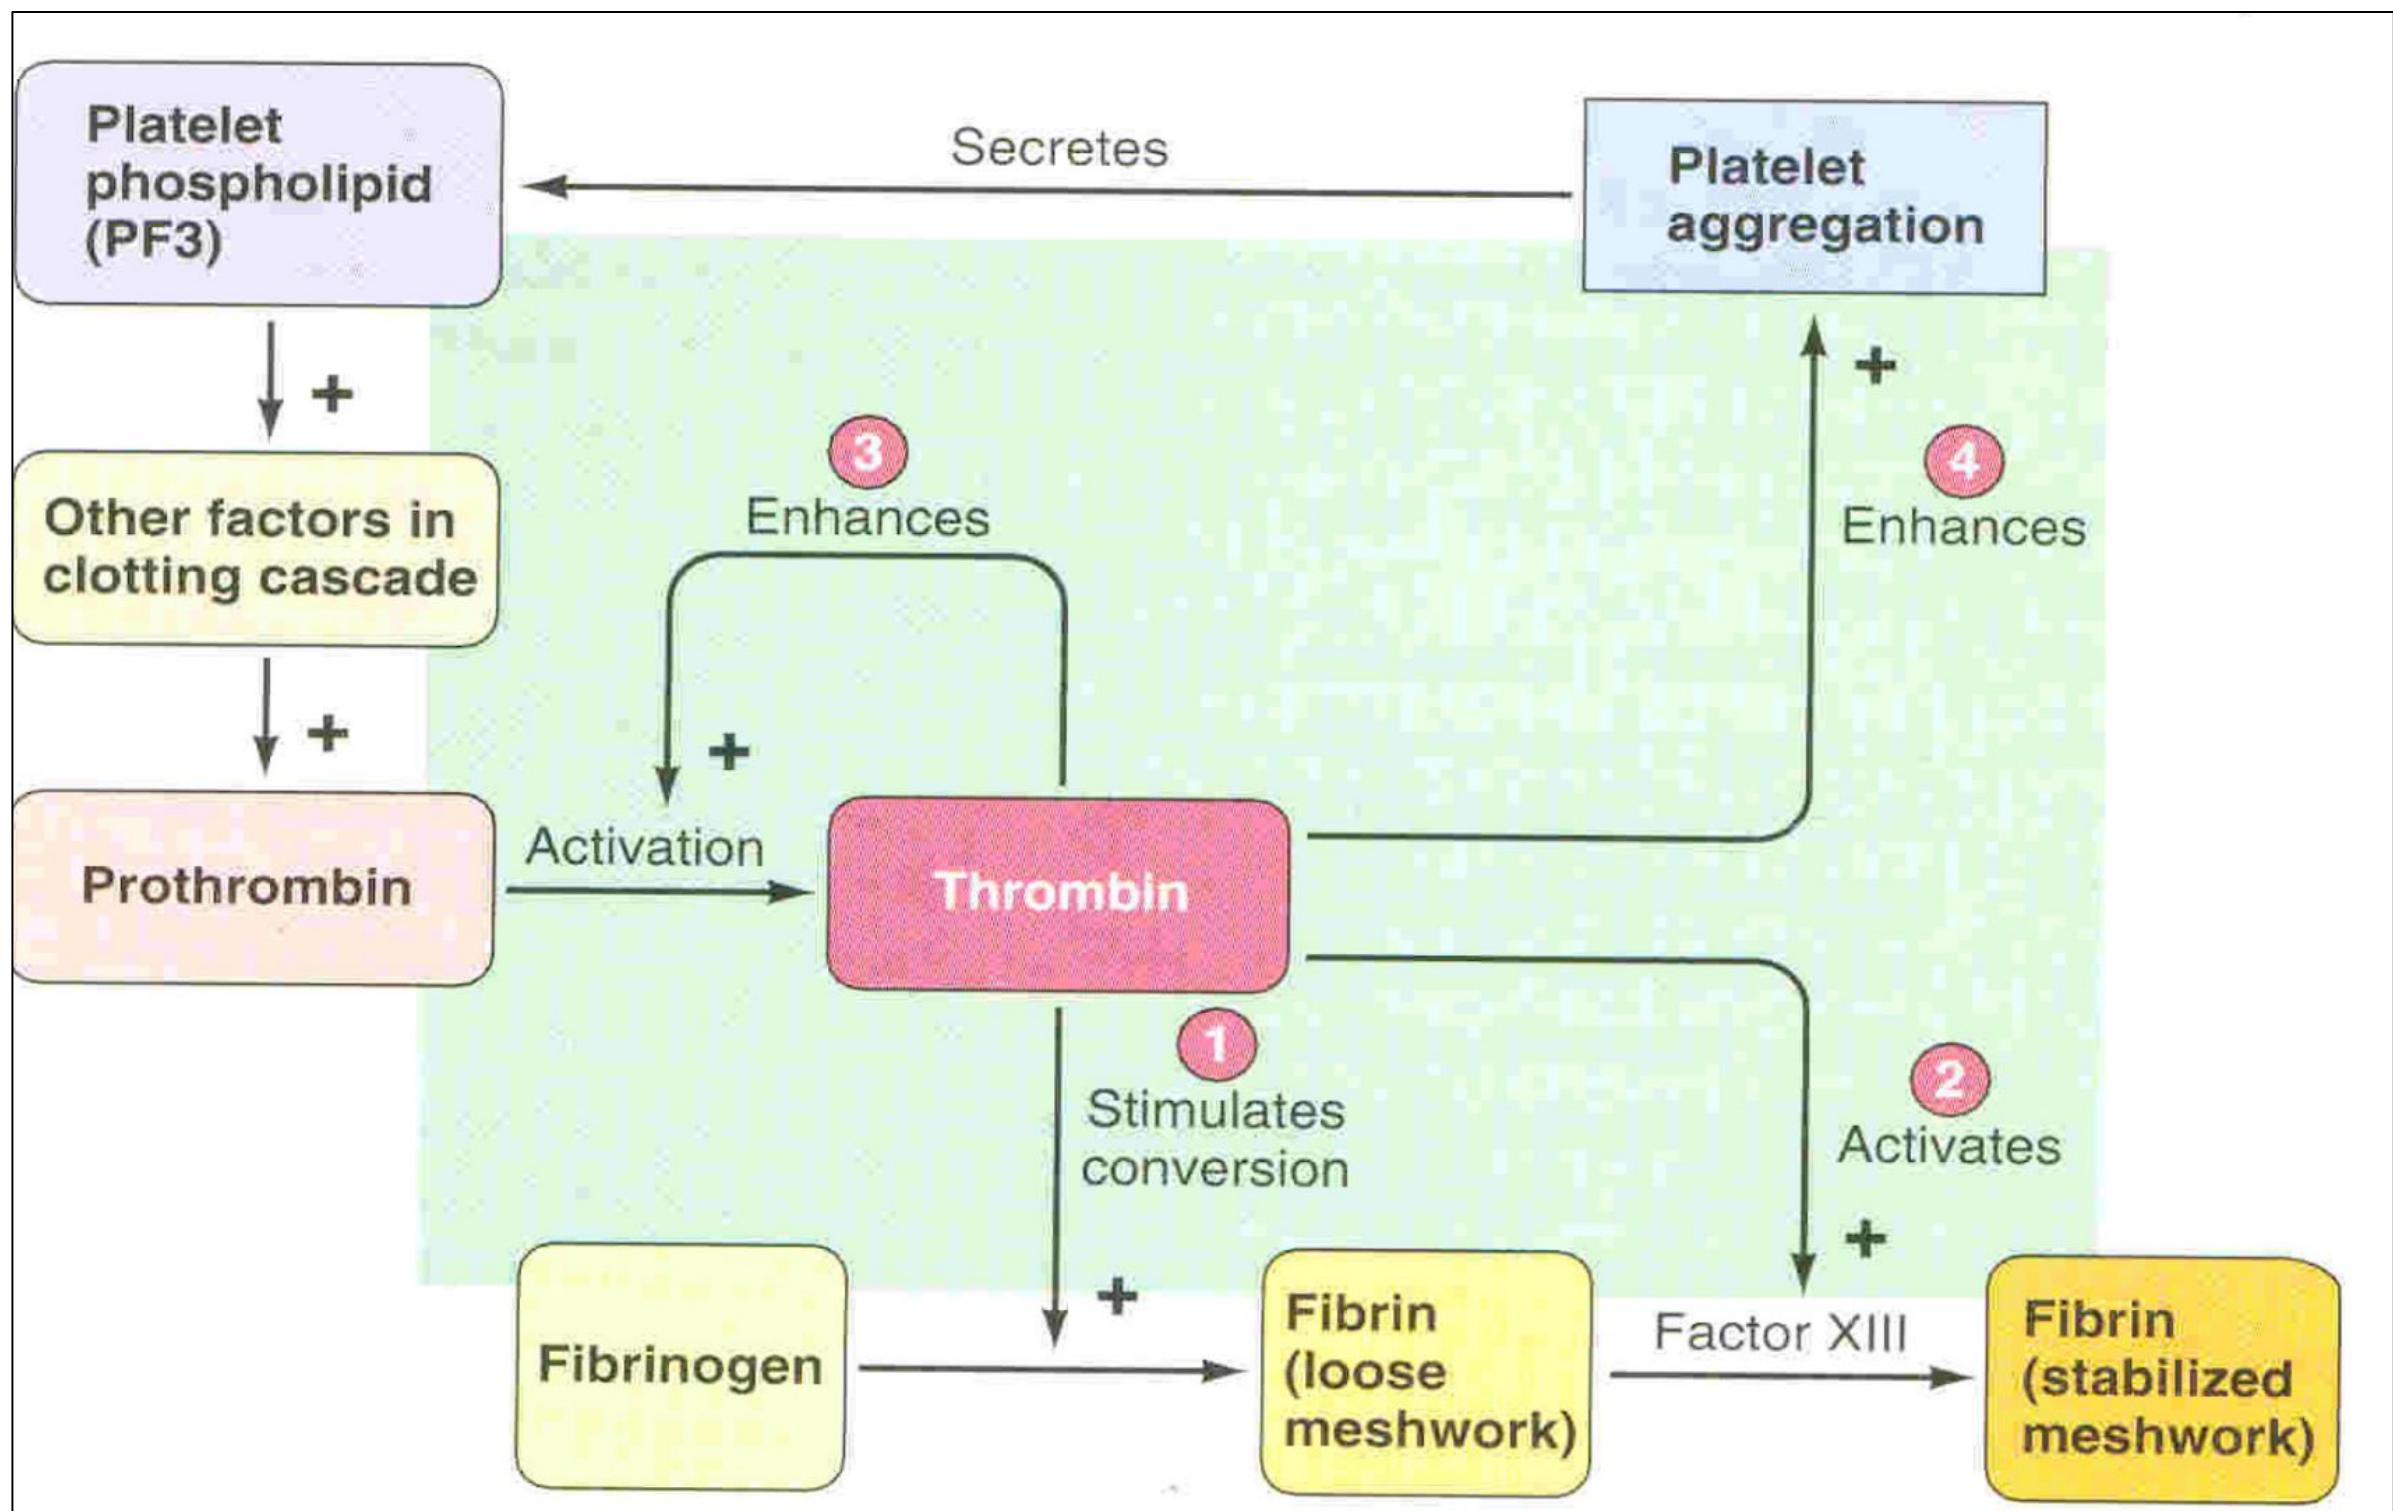 Platelet
phospholipid
(PF3)
Secretes
Platelet
aggregation
+
+
3
Enhances
4
Enhances
Other factors in
clotting cascade
+
+
Prothrombin
Activation
Thrombin
1
Stimulates
conversion
2
Activates
+
+
Fibrinogen
Fibrin
(loose
meshwork)
Factor XIII
Fibrin
(stabilized
meshwork)